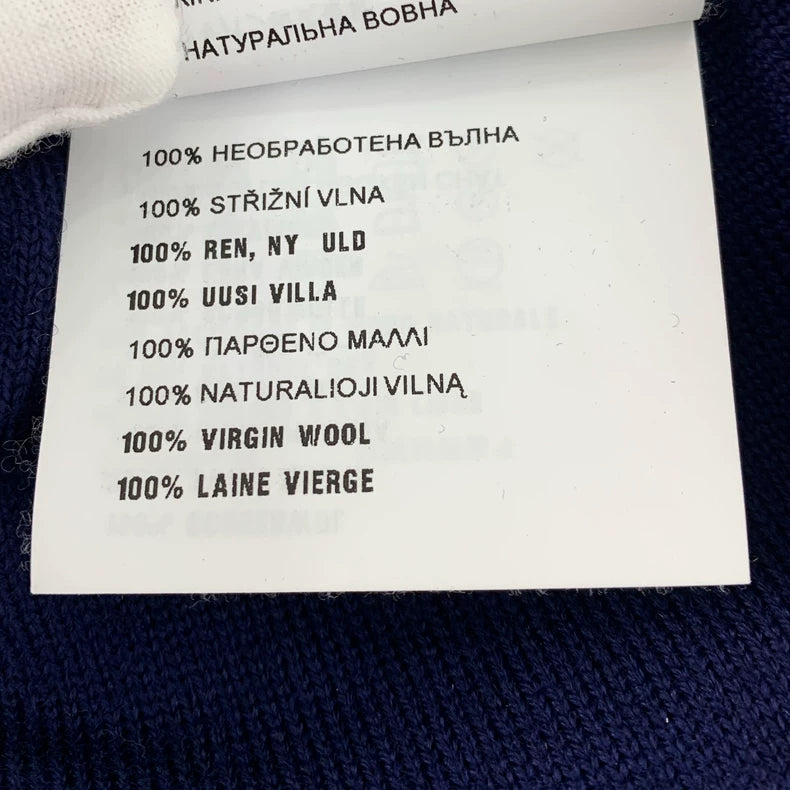 НАТУРАЛЬНА ВОВНА
100% НЕОБРАБОТЕНА ВЪЛНА
100% STŘIŽNÍ VLNA
100% REN, NY ULD
100% UUSI VILLA
100% ΠΑΡΘΕΝΟ ΜΑΛΛΙ
100% NATURALIOJI VILNĄ
100% VIRGIN WOOL
100% LAINE VIERGE